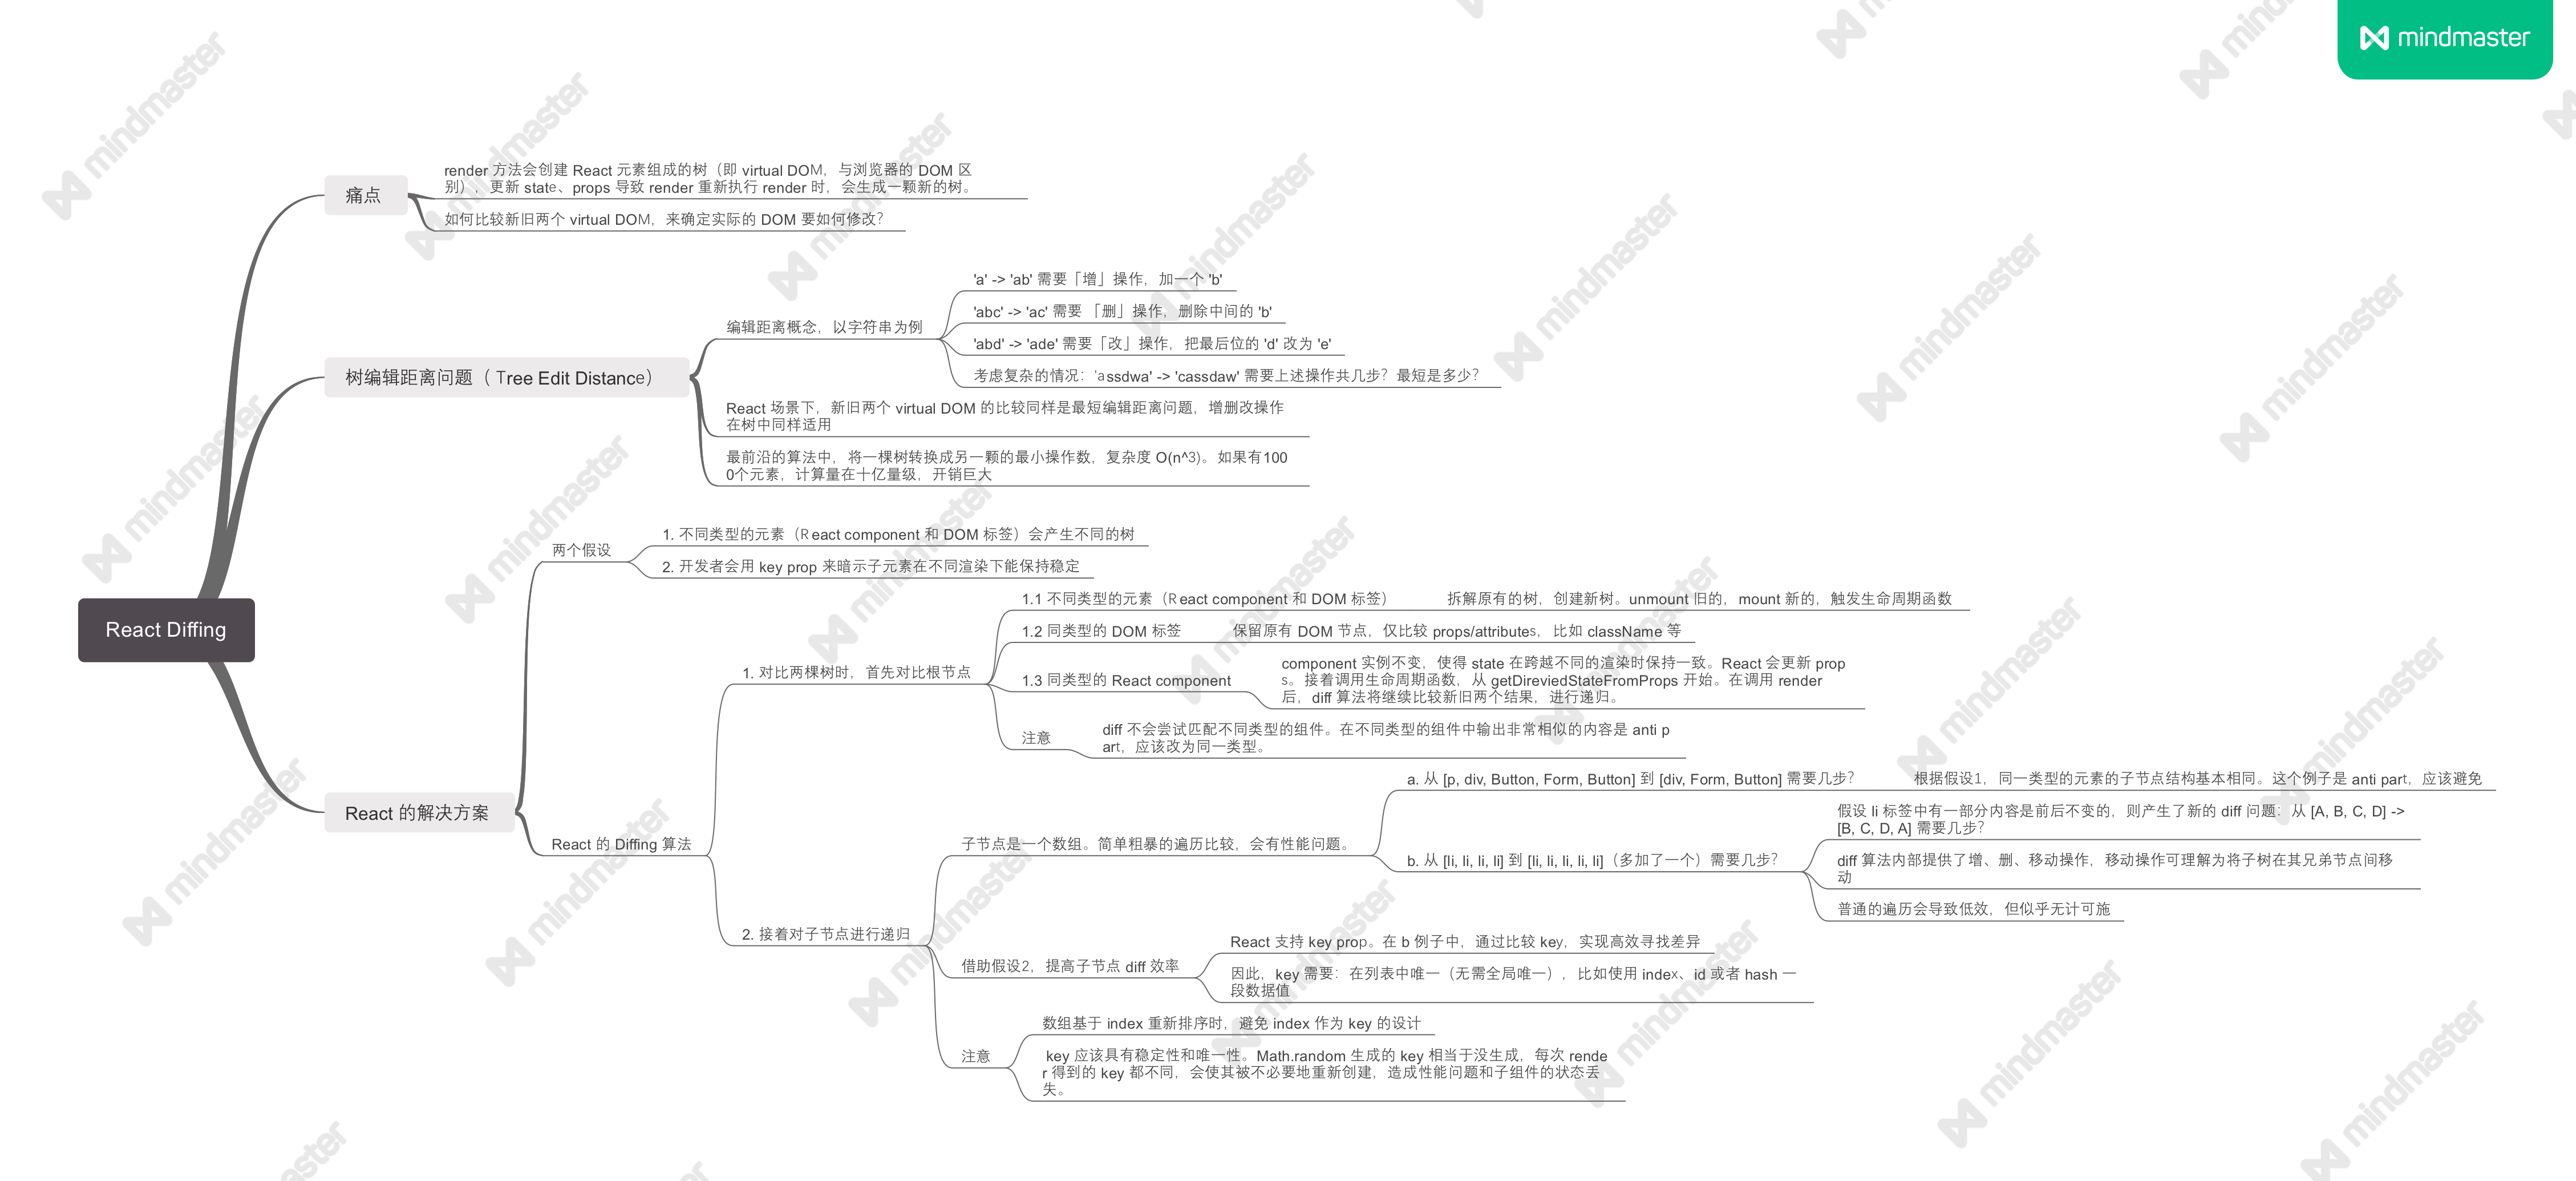 mindmaster
React Diffing
痛点
render 方法会创建 React 元素组成的树（即 virtual DOM，与浏览器的 DOM 区
别），更新 state、props 导致 render 重新执行 render 时，会生成一颗新的树。
如何比较新旧两个 virtual DOM，来确定实际的 DOM 要如何修改？
树编辑距离问题（ Tree Edit Distance）
编辑距离概念，以字符串为例
'a' -> 'ab' 需要「增」操作，加一个 'b'
'abc' -> 'ac' 需要 「删」操作，删除中间的 'b'
'abd' -> 'ade' 需要「改」操作，把最后位的 'd' 改为 'e'
考虑复杂的情况：'assdwa' -> 'cassdaw' 需要上述操作共几步？最短是多少？
React 场景下，新旧两个 virtual DOM 的比较同样是最短编辑距离问题，增删改操作
在树中同样适用
最前沿的算法中，将一棵树转换成另一颗的最小操作数，复杂度 O(n^3)。如果有100
0个元素，计算量在十亿量级，开销巨大
React 的解决方案
两个假设
1. 不同类型的元素（React component 和 DOM 标签）会产生不同的树
2. 开发者会用 key prop 来暗示子元素在不同渲染下能保持稳定
React 的 Diffing 算法
1. 对比两棵树时，首先对比根节点
1.1 不同类型的元素（React component 和 DOM 标签）
拆解原有的树，创建新树。unmount 旧的，mount 新的，触发生命周期函数
1.2 同类型的 DOM 标签
保留原有 DOM 节点，仅比较 props/attributes，比如 className 等
1.3 同类型的 React component
component 实例不变，使得 state 在跨越不同的渲染时保持一致。React 会更新 prop
s。接着调用生命周期函数，从 getDireviedStateFromProps 开始。在调用 render
后，diff 算法将继续比较新旧两个结果，进行递归。
注意
diff 不会尝试匹配不同类型的组件。在不同类型的组件中输出非常相似的内容是 anti p
art，应该改为同一类型。
2. 接着对子节点进行递归
子节点是一个数组。简单粗暴的遍历比较，会有性能问题。
a. 从 [p, div, Button, Form, Button] 到 [div, Form, Button] 需要几步？
根据假设1，同一类型的元素的子节点结构基本相同。这个例子是 anti part，应该避免
b. 从 [li, li, li, li] 到 [li, li, li, li, li]（多加了一个）需要几步？
假设 li 标签中有一部分内容是前后不变的，则产生了新的 diff 问题：从 [A, B, C, D] ->
[B, C, D, A] 需要几步？
diff 算法内部提供了增、删、移动操作，移动操作可理解为将子树在其兄弟节点间移
动
普通的遍历会导致低效，但似乎无计可施
借助假设2，提高子节点 diff 效率
React 支持 key prop。在 b 例子中，通过比较 key，实现高效寻找差异
因此，key 需要：在列表中唯一（无需全局唯一），比如使用 index、id 或者 hash 一
段数据值
注意
数组基于 index 重新排序时，避免 index 作为 key 的设计
key 应该具有稳定性和唯一性。Math.random 生成的 key 相当于没生成，每次 rende
r 得到的 key 都不同，会使其被不必要地重新创建，造成性能问题和子组件的状态丢
失。